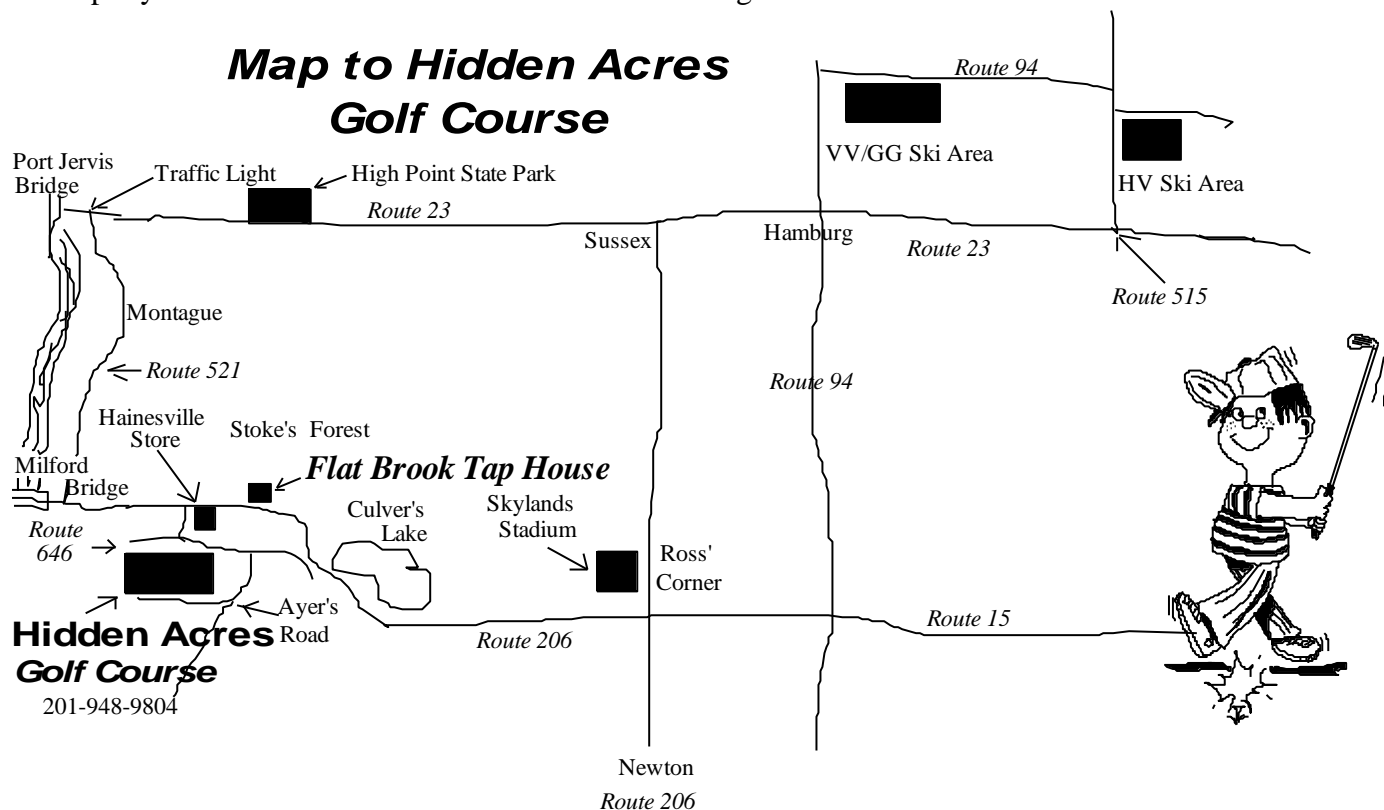 Map to Hidden Acres
Golf Course
Route 94
VV/GG Ski Area
HV Ski Area
Port Jervis
Bridge
Traffic Light
High Point State Park
Route 23
Sussex
Hamburg
Route 23
Route 515
Montague
Route 521
Route 94
Hainesville
Store
Stoke's Forest
Flat Brook Tap House
Milford
Bridge
Culver's
Lake
Skylands
Stadium
Route
646
Ross'
Corner
Ayer's
Road
Route 206
Route 15
Hidden Acres
Golf Course
201-948-9804
Newton
Route 206